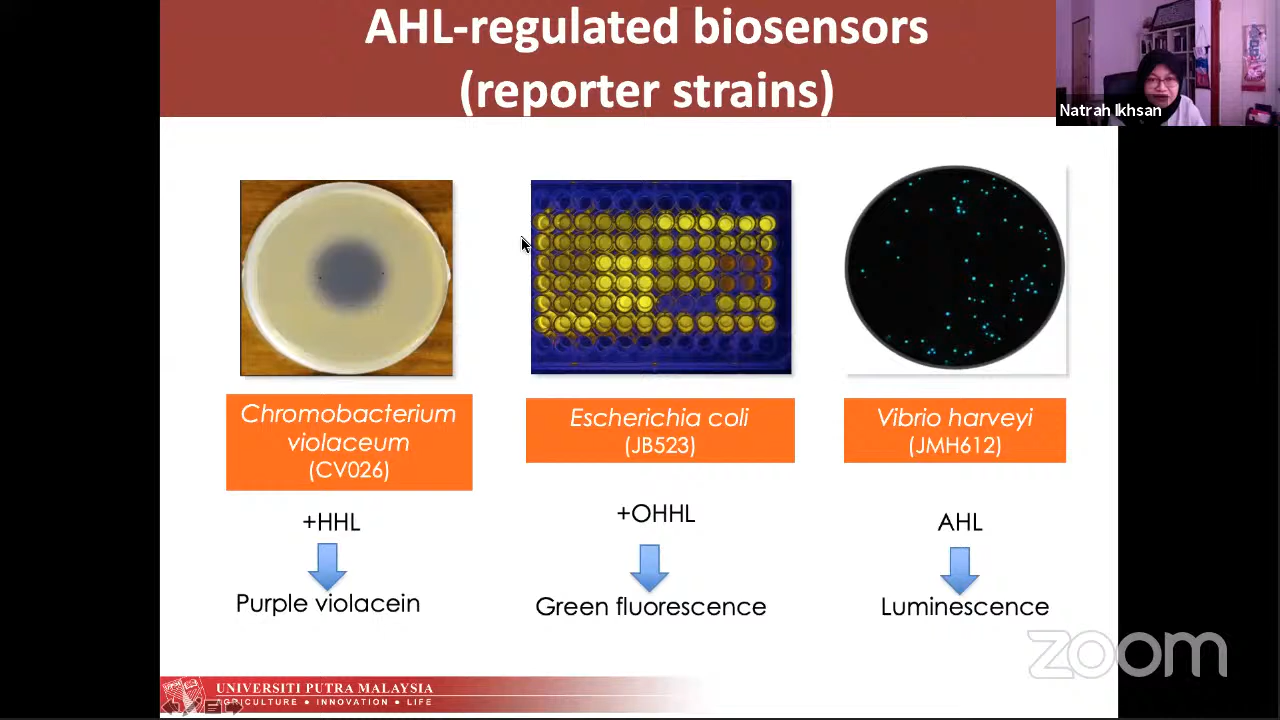 AHL-regulated biosensors
(reporter strains)
Natrah Ikhsan
Chromobacterium
violaceum
(CV026)
Escherichia coli
(JB523)
Vibrio harveyi
(JMH612)
+HHL
+OHHL
AHL
Purple violacein
Green fluorescence
Luminescence
zoom
UNIVERSITI PUTRA MALAYSIA
AGRICULTURE • INNOVATION • LIFE